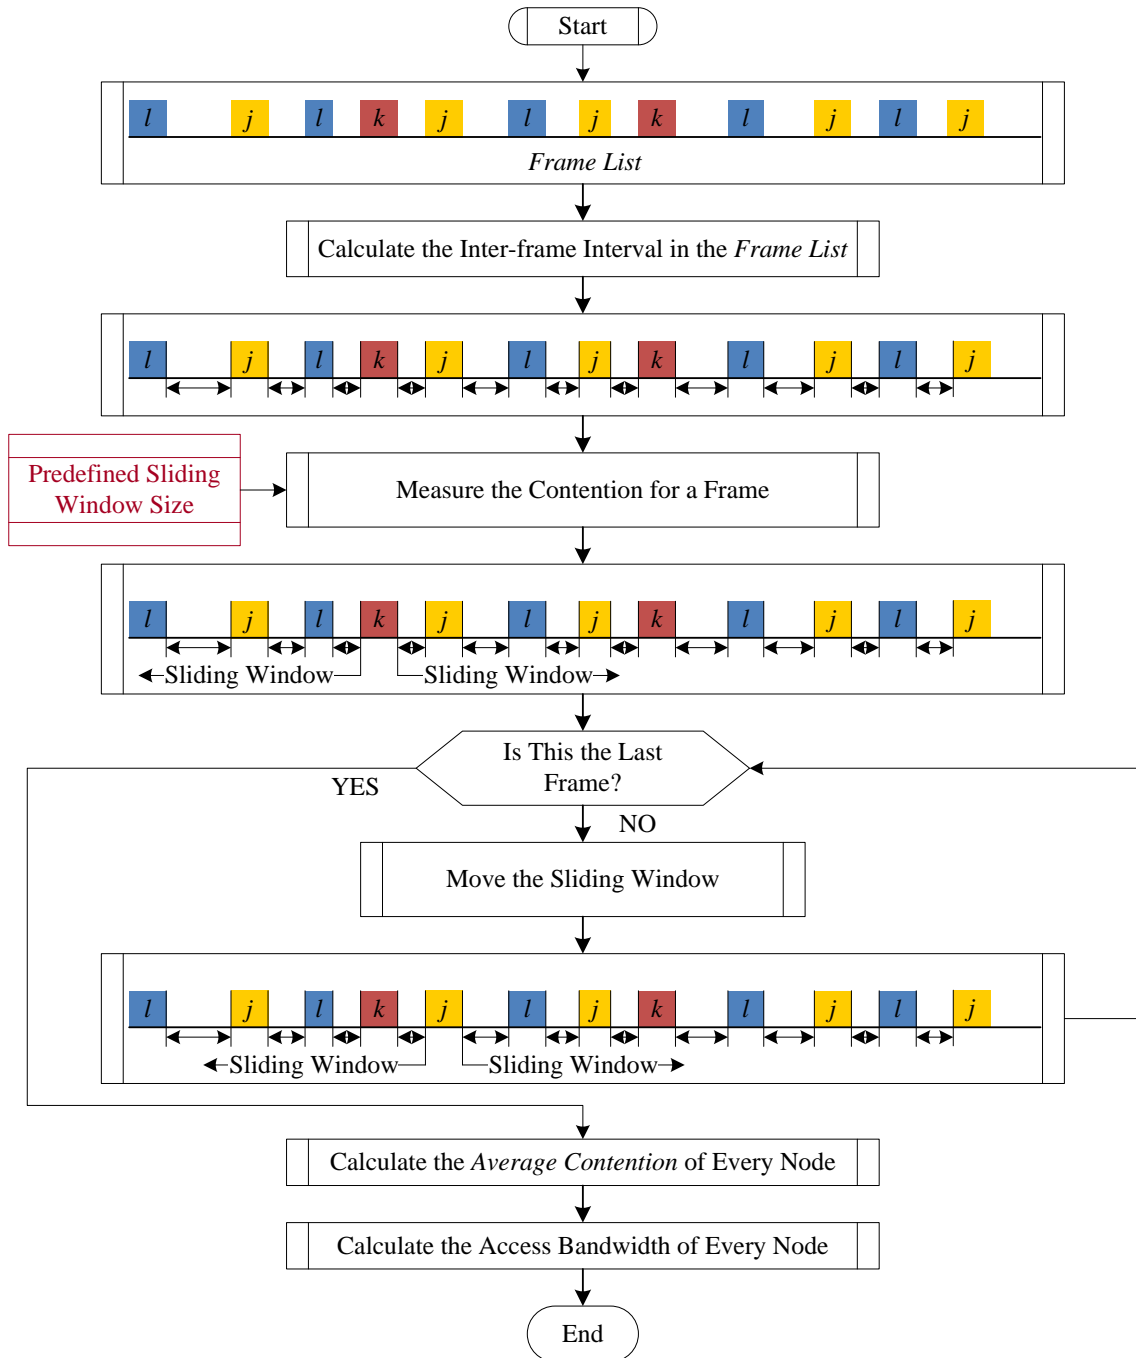 Start
l j l k j l j k l j l j
Frame List
Calculate the Inter-frame Interval in the Frame List
l j l k j l j k l j l j
Predefined Sliding
Window Size
Measure the Contention for a Frame
l j l k j l j k l j l j
Sliding Window Sliding Window
Is This the Last
Frame?
YES
NO
Move the Sliding Window
l j l k j l j k l j l j
Sliding Window Sliding Window
Calculate the Average Contention of Every Node
Calculate the Access Bandwidth of Every Node
End